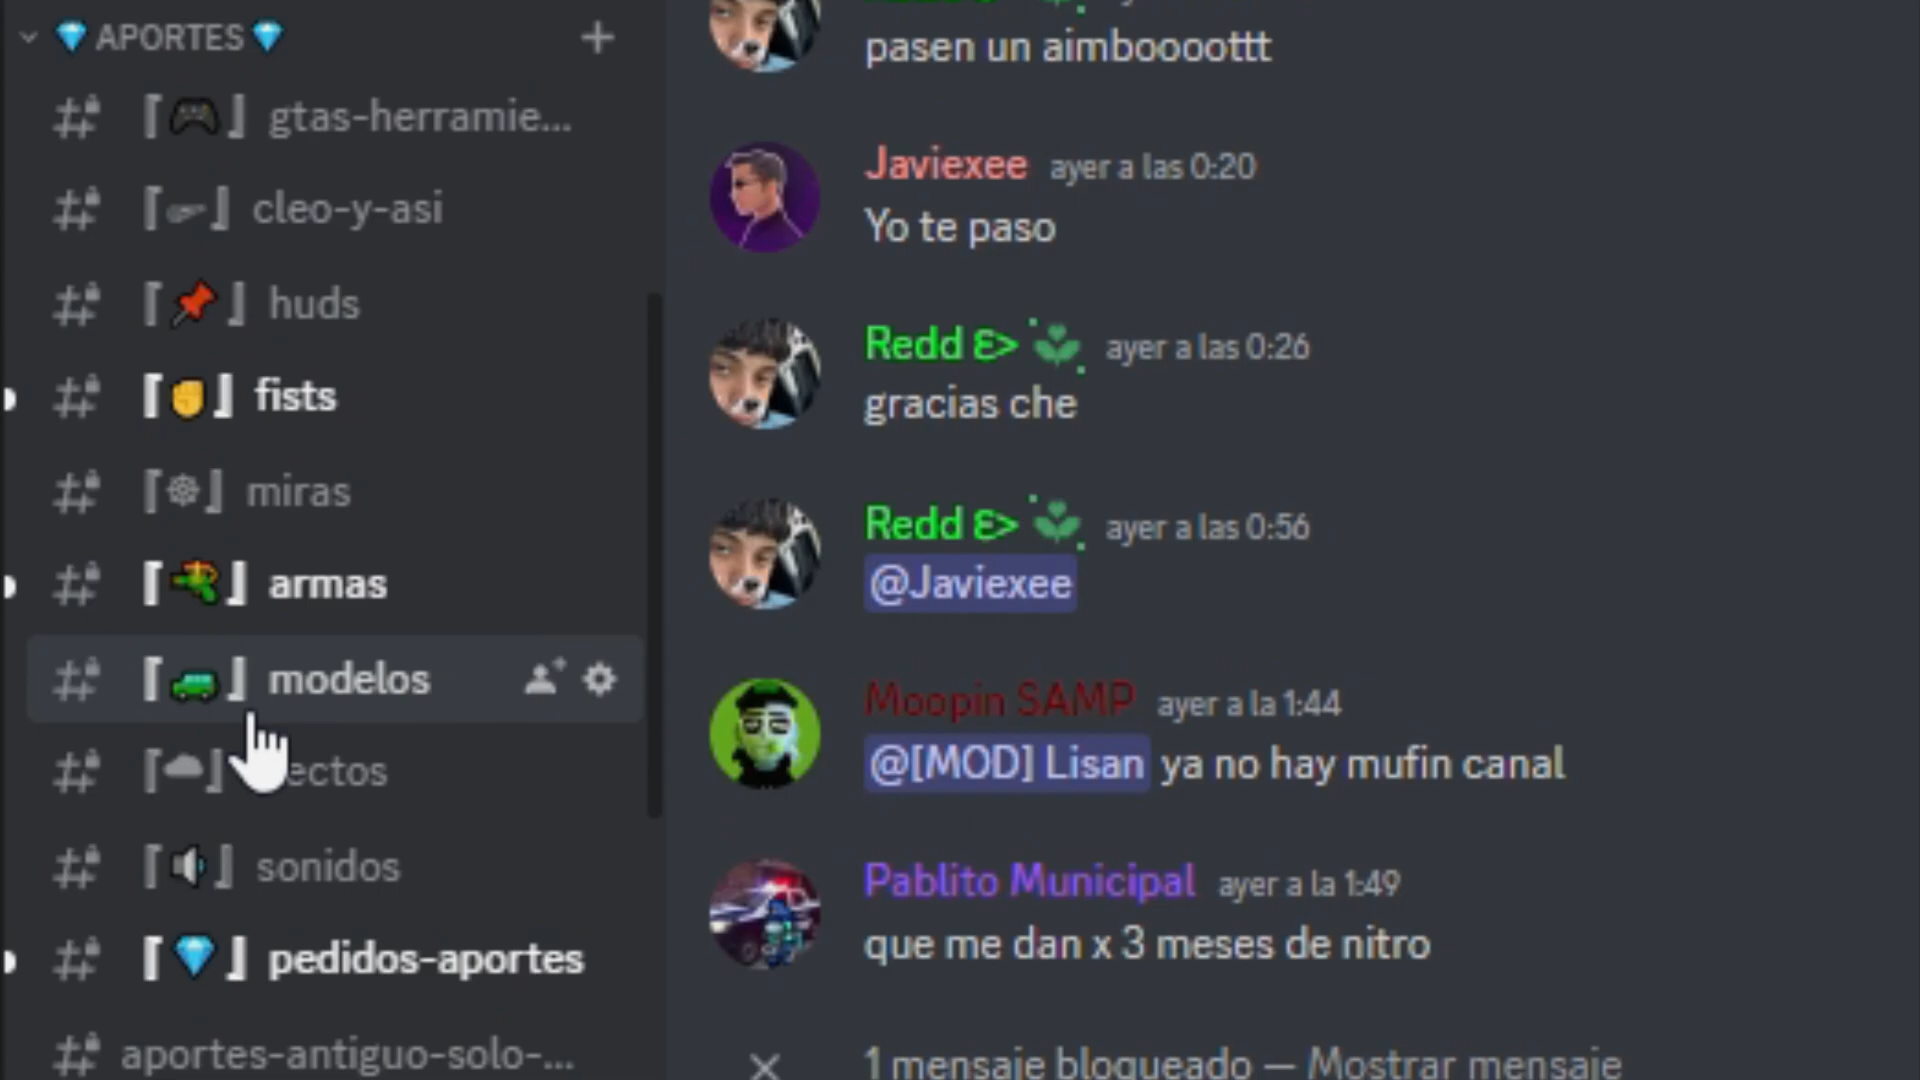 APORTES
gtas-herramie...
cleo-y-asi
huds
fists
miras
armas
modelos
ectos
sonidos
pedidos-aportes
aportes-antiguo-solo-...
pasen un aimboooottt
Javiexee ayer a las 0:20
Yo te paso
Redd ε> ayer a las 0:26
gracias che
Redd ε> ayer a las 0:56
@Javiexee
Moopin SAMP ayer a la 1:44
@[MOD] Lisan ya no hay mufin canal
Pablito Municipal ayer a la 1:49
que me dan x 3 meses de nitro
1 mensaje bloqueado — Mostrar mensaje